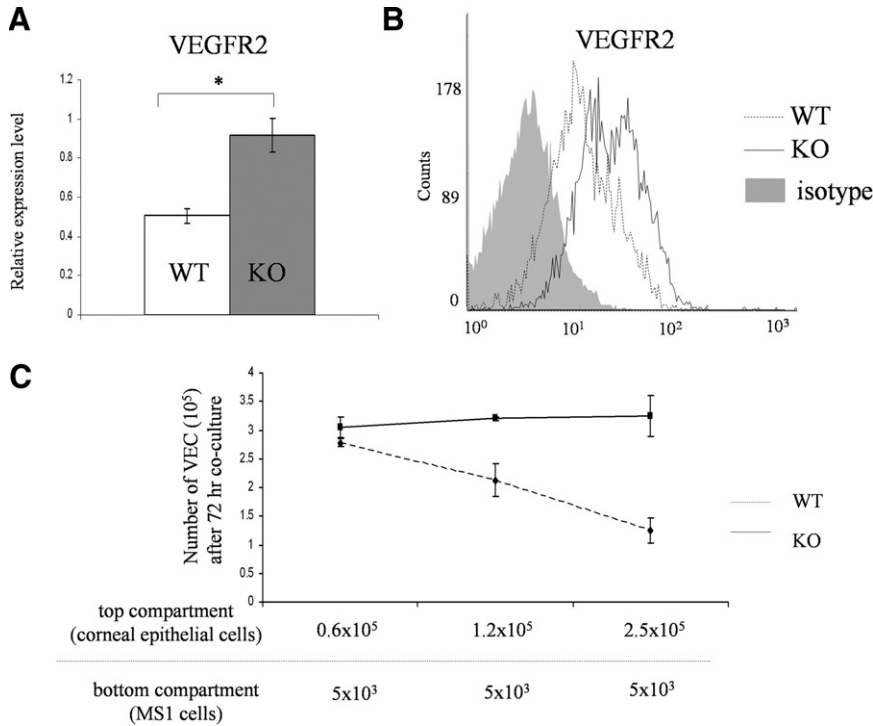 A
VEGFR2
*
Relative expression level
1.2
1
0.8
0.6
0.4
0.2
0
WT
KO
B
VEGFR2
178
89
0
Counts
10⁰
10¹
10²
10³
WT
KO
isotype
C
Number of VEC (10⁵)
after 72 hr co-culture
4
3.5
3
2.5
2
1.5
1
0.5
0
WT
KO
top compartment
(corneal epithelial cells)
0.6x10⁵
1.2x10⁵
2.5x10⁵
bottom compartment
(MS1 cells)
5x10³
5x10³
5x10³